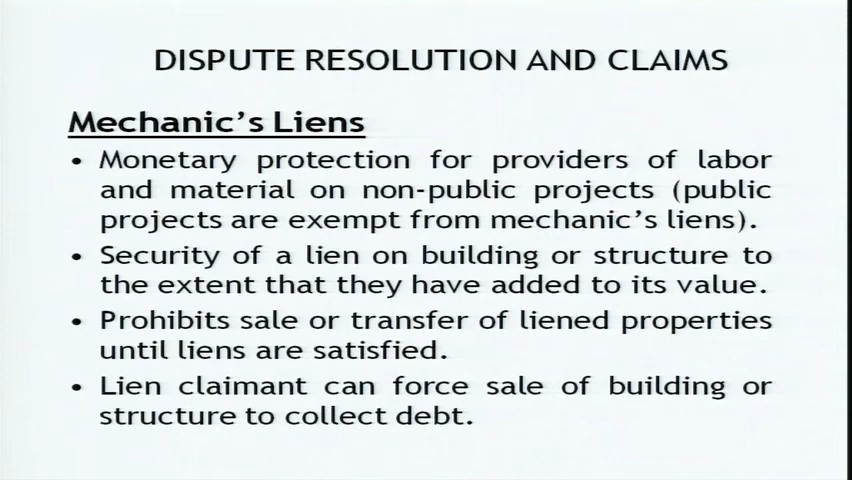 DISPUTE RESOLUTION AND CLAIMS
Mechanic's Liens
• Monetary protection for providers of labor
and material on non-public projects (public
projects are exempt from mechanic's liens).
• Security of a lien on building or structure to
the extent that they have added to its value.
• Prohibits sale or transfer of liened properties
until liens are satisfied.
• Lien claimant can force sale of building or
structure to collect debt.